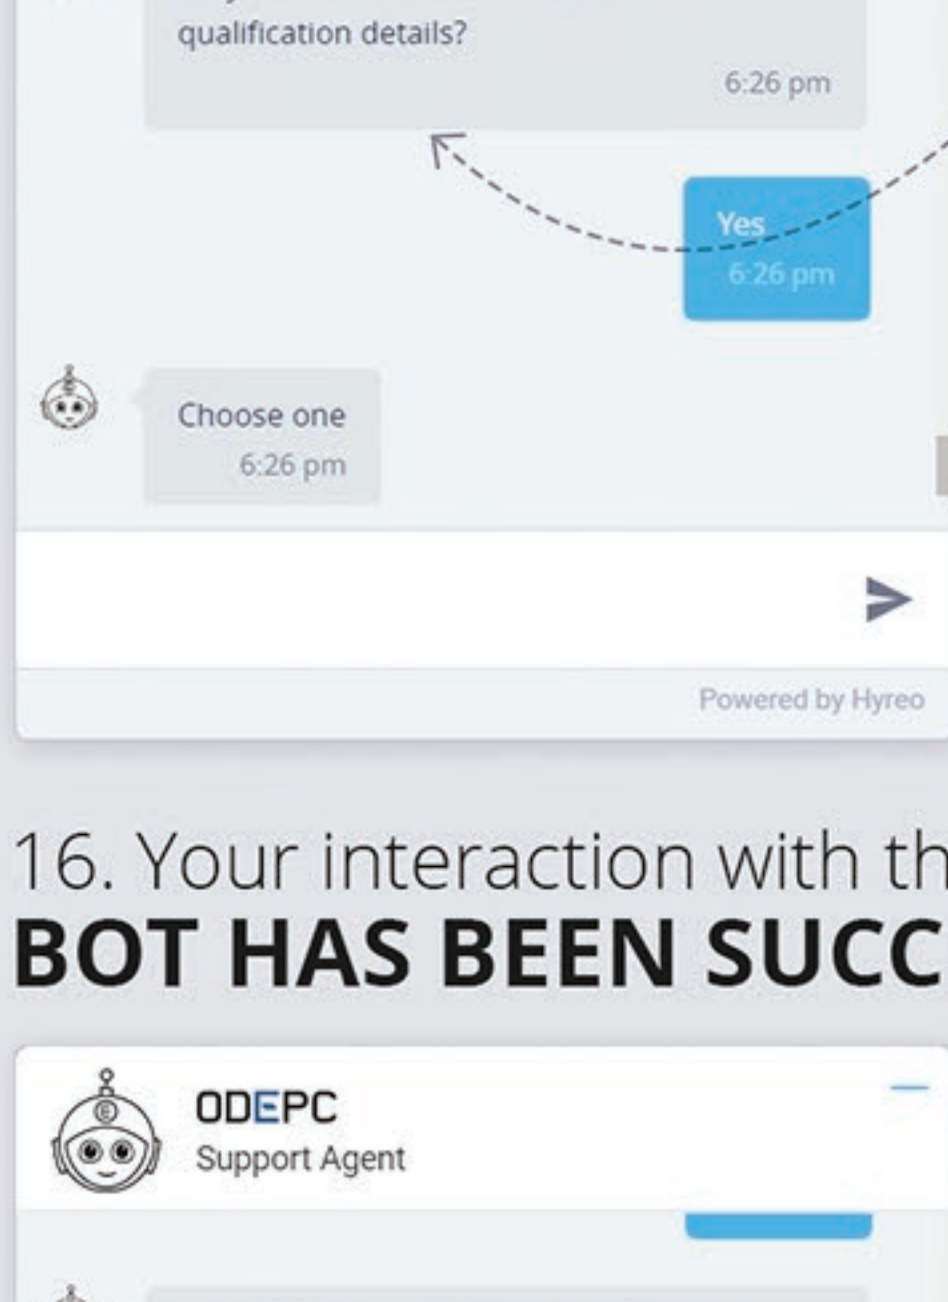 qualification details?
6:26 pm
Yes
6:26 pm
Choose one
6:26 pm
Powered by Hyreo
16. Your interaction with th
BOT HAS BEEN SUCC
ODEPC
Support Agent